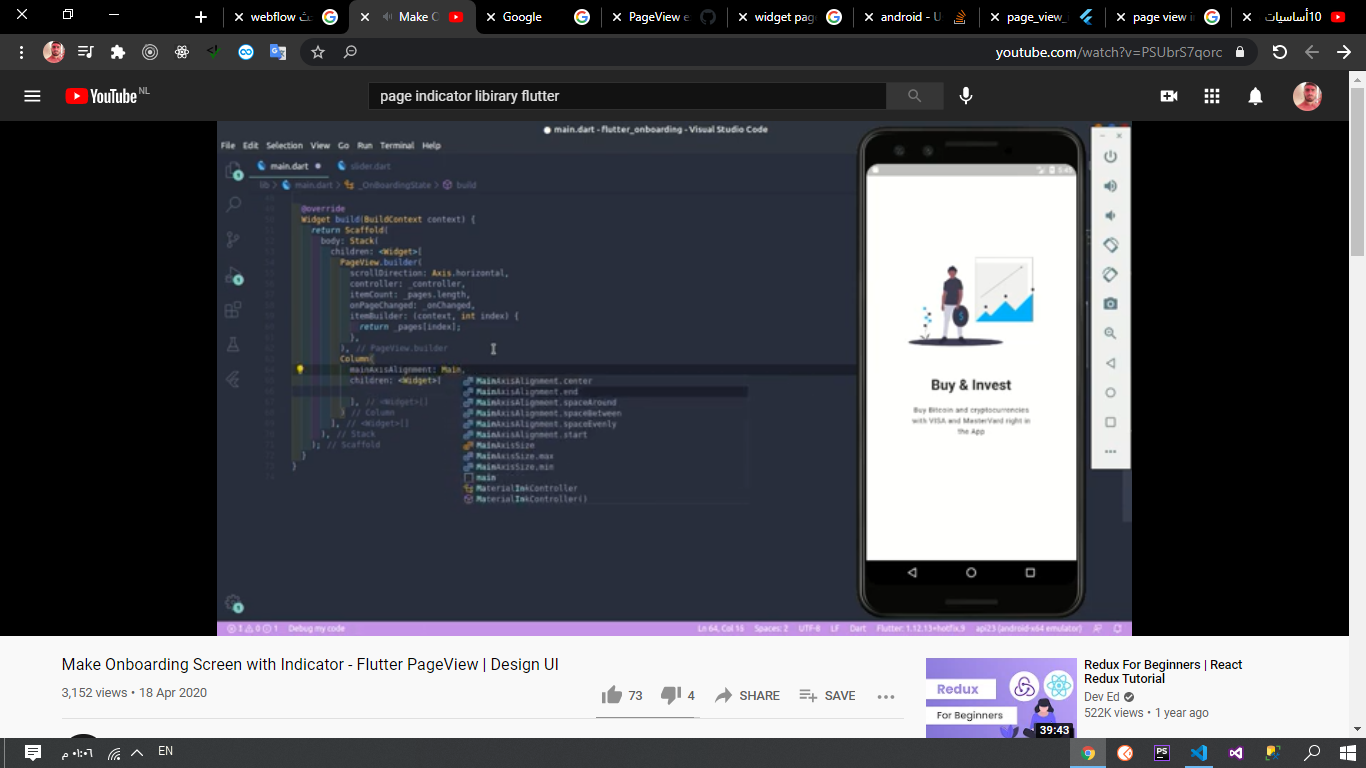 webflow حث
Make C
Google
PageView e
widget pag
android - U
page_view_i
page view in
10أساسيات
youtube.com/watch?v=PSUbrS7qorc
YouTube NL
page indicator libirary flutter
main.dart - flutter_onboarding - Visual Studio Code
File Edit Selection View Go Run Terminal Help
main.dart
slider.dart
lib > main.dart > _OnBoardingState > build
@override
Widget build(BuildContext context) {
return Scaffold(
body: Stack(
children: <Widget>[
PageView.builder(
scrollDirection: Axis.horizontal,
controller: _controller,
itemCount: _pages.length,
onPageChanged: _onChanged,
itemBuilder: (context, int index) {
return _pages[index];
},
), // PageView.builder
Column(
mainAxisAlignment: Main,
children: <Widget>[
], // <Widget>[]
) // Column
], // <Widget>[]
), // Stack
); // Scaffold
}
}
MainAxisAlignment.center
MainAxisAlignment.end
MainAxisAlignment.spaceAround
MainAxisAlignment.spaceBetween
MainAxisAlignment.spaceEvenly
MainAxisAlignment.start
MainAxisSize
MainAxisSize.max
MainAxisSize.min
main
MaterialInkController
MaterialInkController()
Buy & Invest
Buy Bitcoin and cryptocurrencies
with VISA and MasterVard right in
the App
Debug my code
Ln 64, Col 16 Spaces: 2 UTF-8 LF Dart Flutter: 1.12.13+hotfix.9 api23 (android-x64 emulator)
Make Onboarding Screen with Indicator - Flutter PageView | Design UI
3,152 views • 18 Apr 2020
73
4
SHARE
SAVE
Redux
For Beginners
39:43
Redux For Beginners | React
Redux Tutorial
Dev Ed
522K views • 1 year ago
٠١:٠٦ م
EN
PS